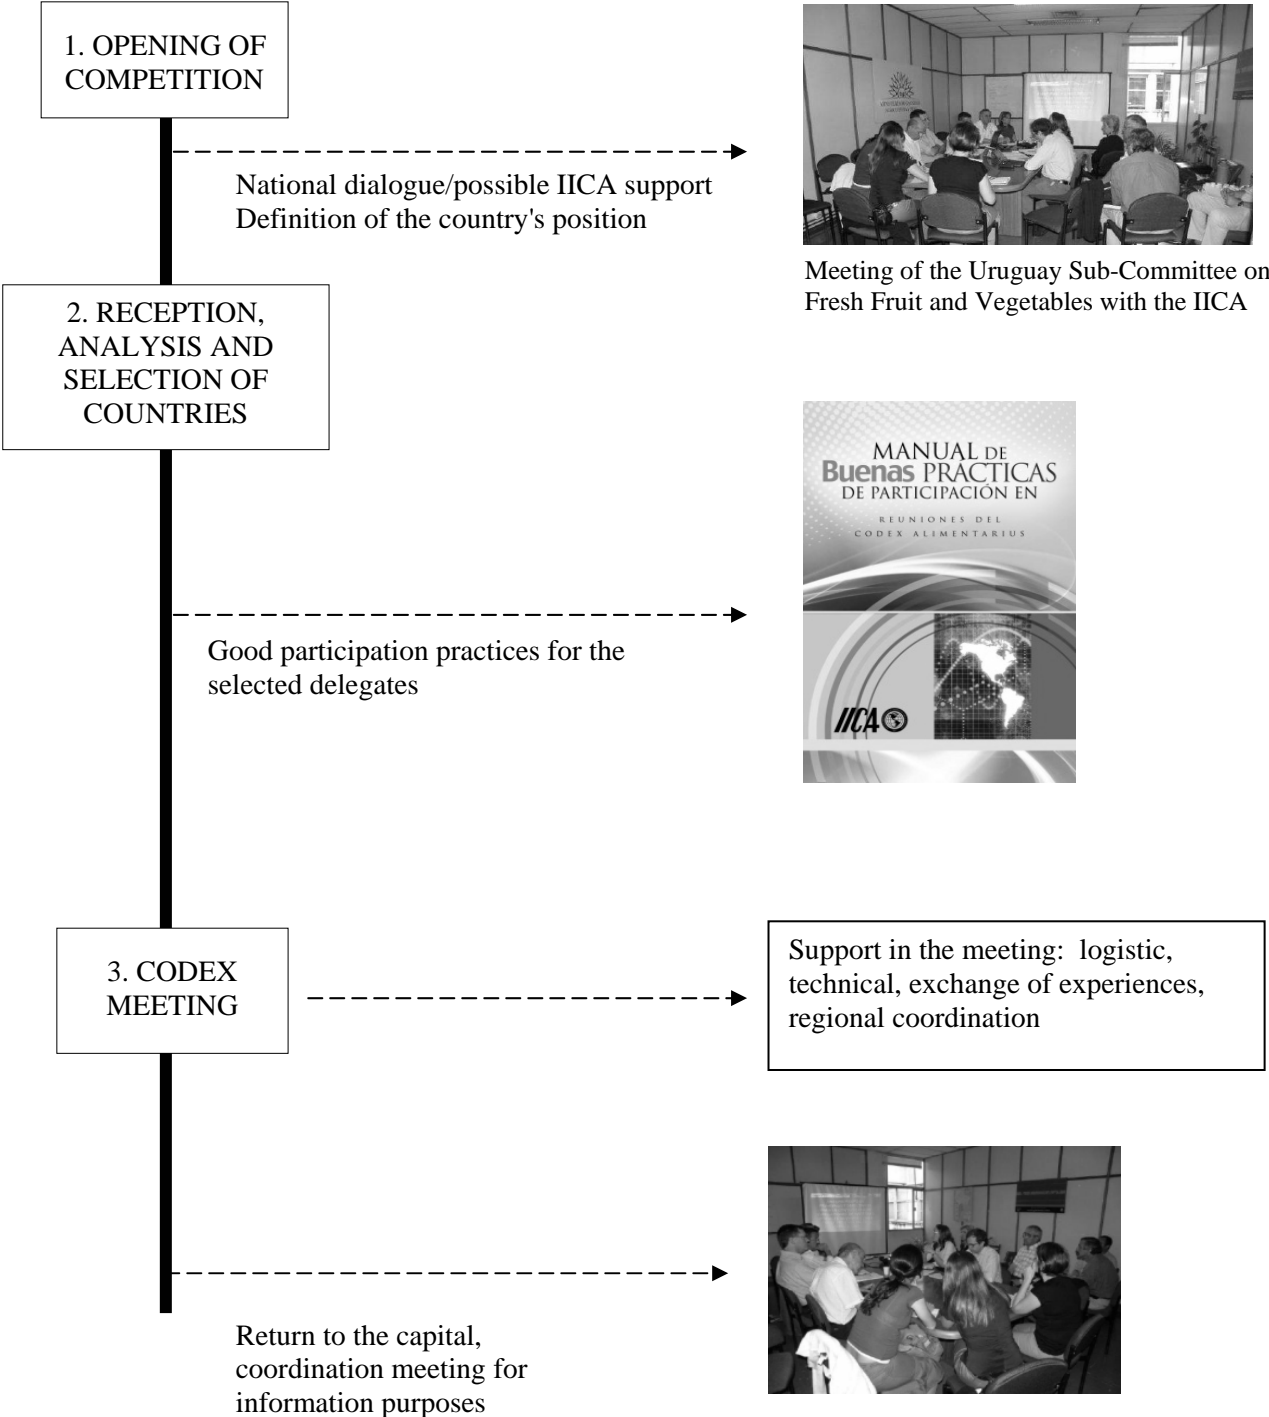 1. OPENING OF
COMPETITION
National dialogue/possible IICA support
Definition of the country's position
Meeting of the Uruguay Sub-Committee on
Fresh Fruit and Vegetables with the IICA
2. RECEPTION,
ANALYSIS AND
SELECTION OF
COUNTRIES
MANUAL DE
Buenas PRÁCTICAS
DE PARTICIPACIÓN EN
REUNIONES DEL
CODEX ALIMENTARIUS
IICA
Good participation practices for the
selected delegates
3. CODEX
MEETING
Support in the meeting: logistic,
technical, exchange of experiences,
regional coordination
Return to the capital,
coordination meeting for
information purposes